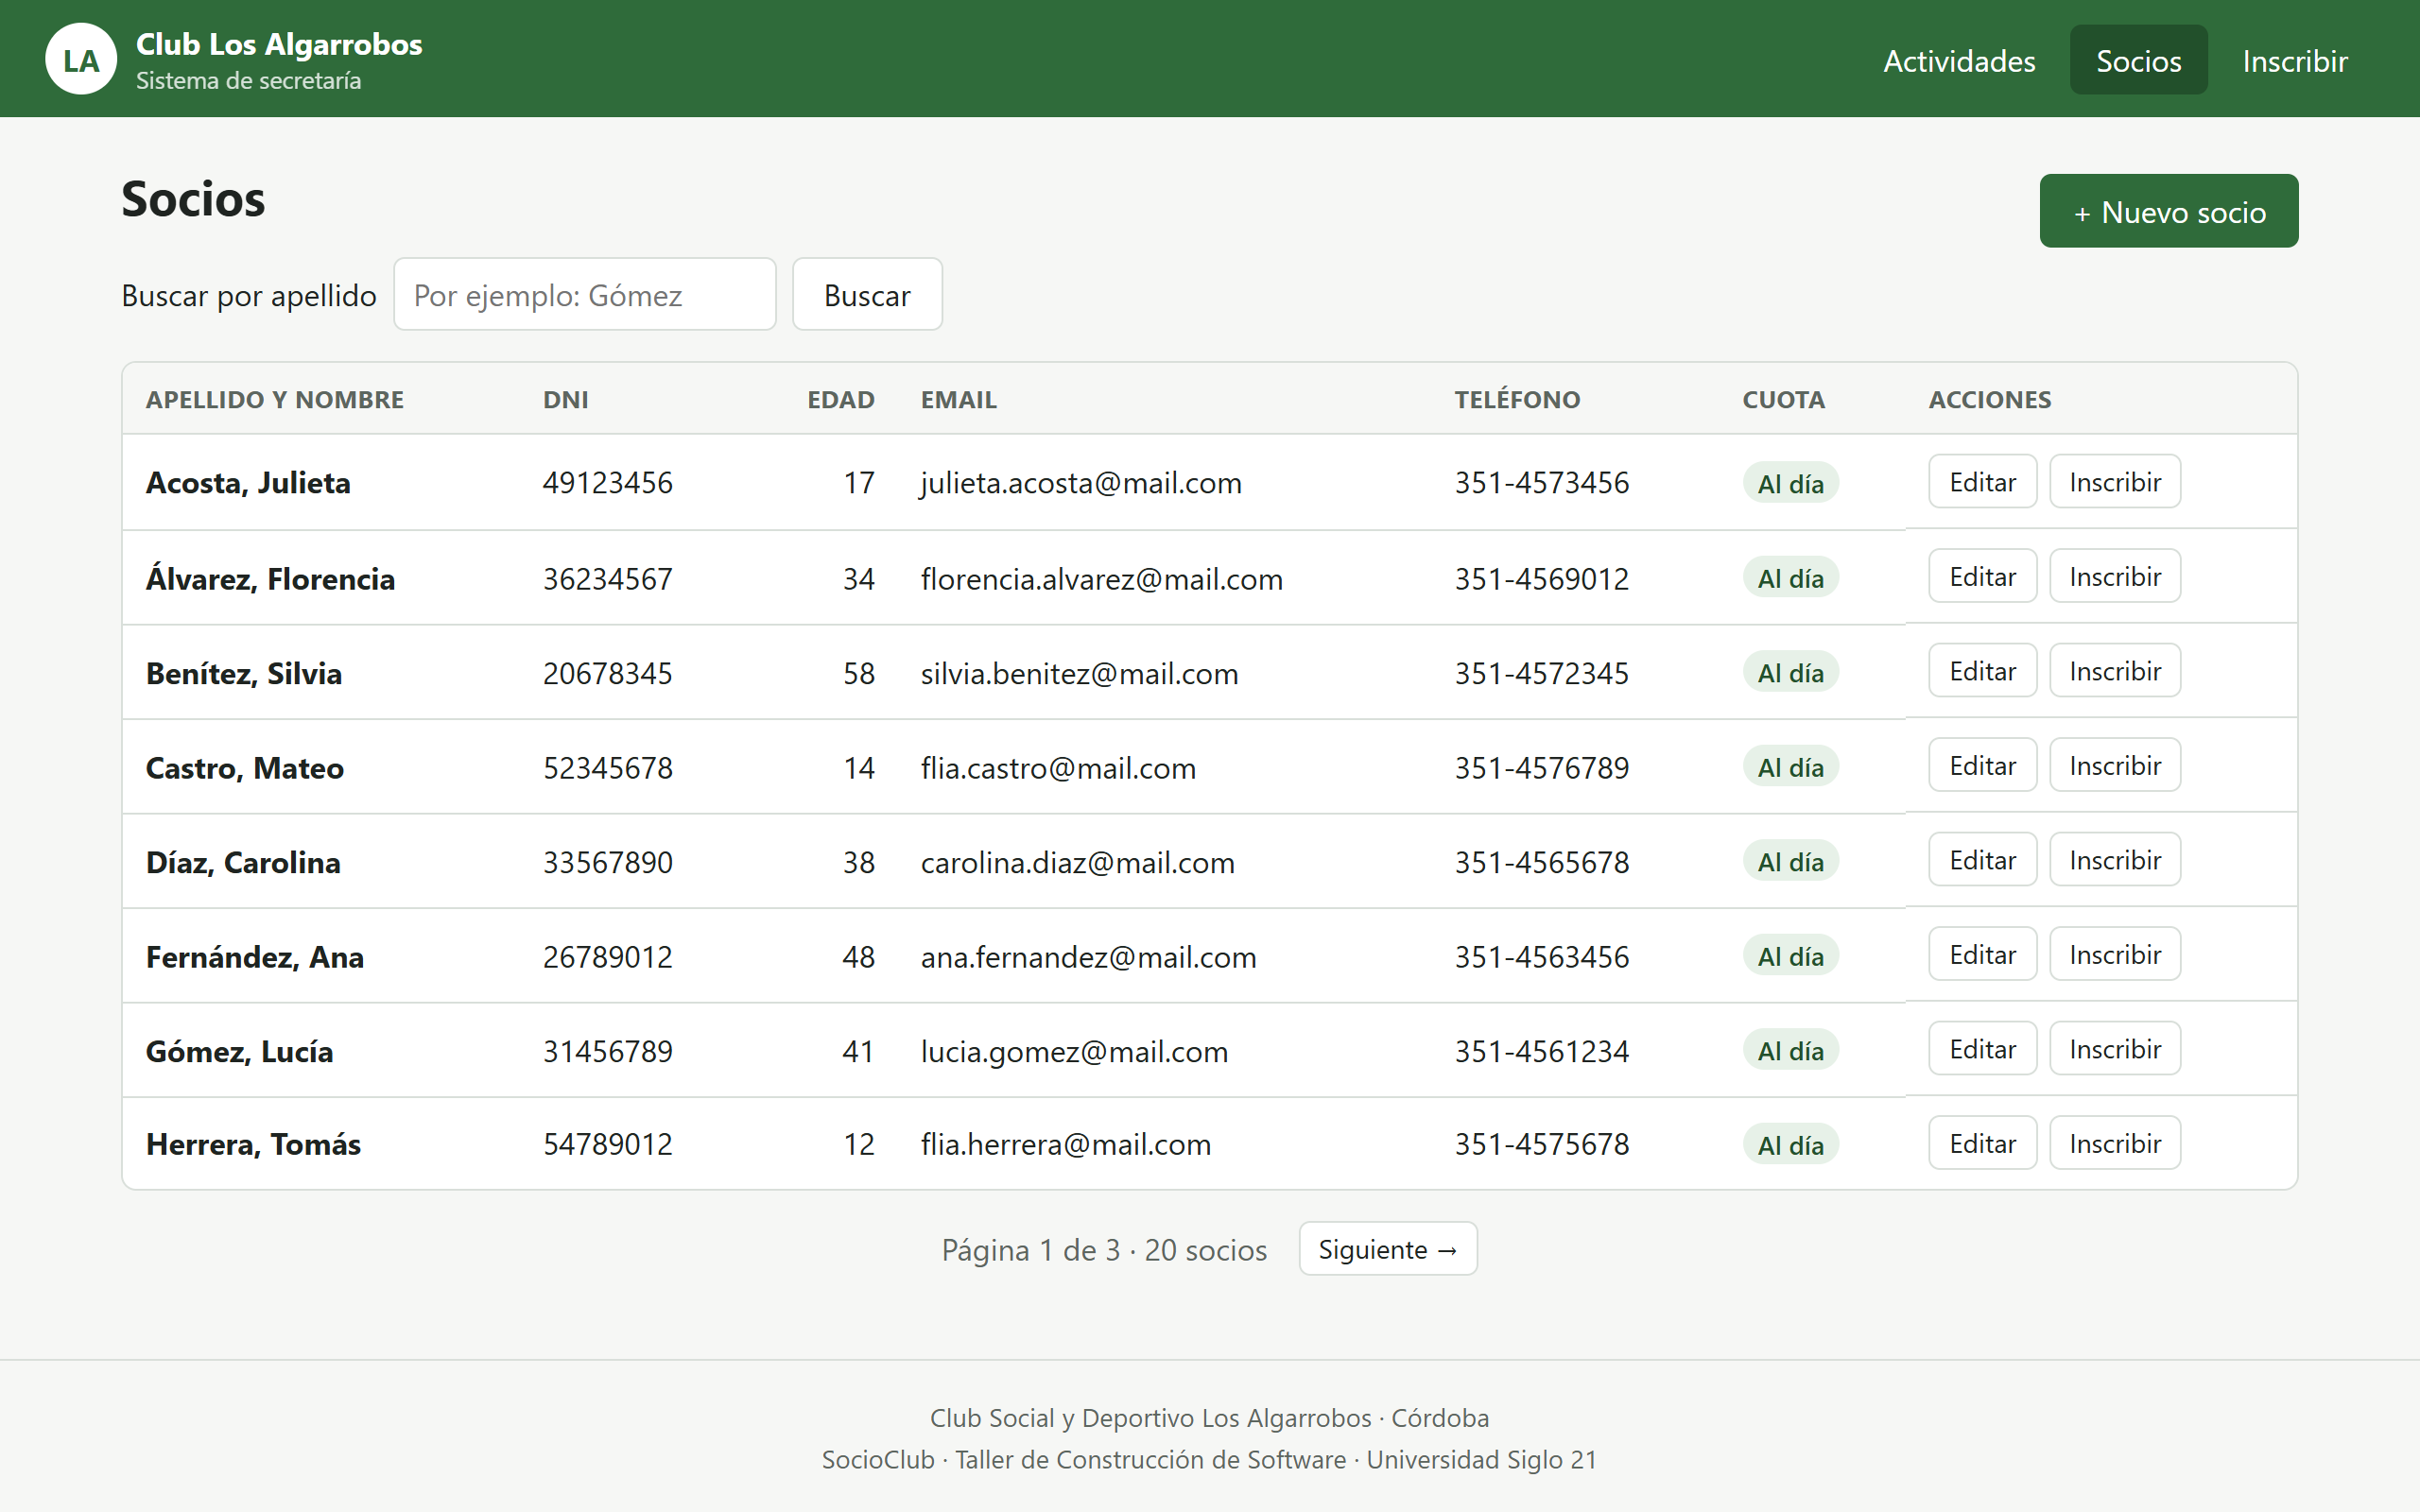 LA
Club Los Algarrobos
Sistema de secretaría
Actividades Socios Inscribir
Socios
+ Nuevo socio
Buscar por apellido Por ejemplo: Gómez Buscar
APELLIDO Y NOMBRE DNI EDAD EMAIL TELÉFONO CUOTA ACCIONES
Acosta, Julieta 49123456 17 julieta.acosta@mail.com 351-4573456 Al día Editar Inscribir
Álvarez, Florencia 36234567 34 florencia.alvarez@mail.com 351-4569012 Al día Editar Inscribir
Benítez, Silvia 20678345 58 silvia.benitez@mail.com 351-4572345 Al día Editar Inscribir
Castro, Mateo 52345678 14 flia.castro@mail.com 351-4576789 Al día Editar Inscribir
Díaz, Carolina 33567890 38 carolina.diaz@mail.com 351-4565678 Al día Editar Inscribir
Fernández, Ana 26789012 48 ana.fernandez@mail.com 351-4563456 Al día Editar Inscribir
Gómez, Lucía 31456789 41 lucia.gomez@mail.com 351-4561234 Al día Editar Inscribir
Herrera, Tomás 54789012 12 flia.herrera@mail.com 351-4575678 Al día Editar Inscribir
Página 1 de 3 · 20 socios Siguiente →
Club Social y Deportivo Los Algarrobos · Córdoba
SocioClub · Taller de Construcción de Software · Universidad Siglo 21